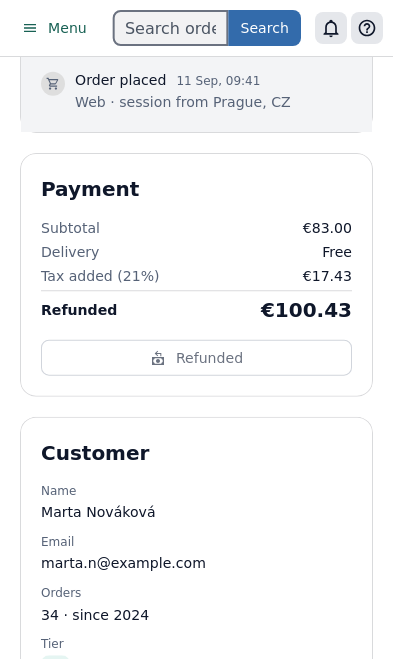 Menu
Search orde
Search
Order placed 11 Sep, 09:41
Web · session from Prague, CZ
Payment
Subtotal €83.00
Delivery Free
Tax added (21%) €17.43
Refunded €100.43
Refunded
Customer
Name
Marta Nováková
Email
marta.n@example.com
Orders
34 · since 2024
Tier